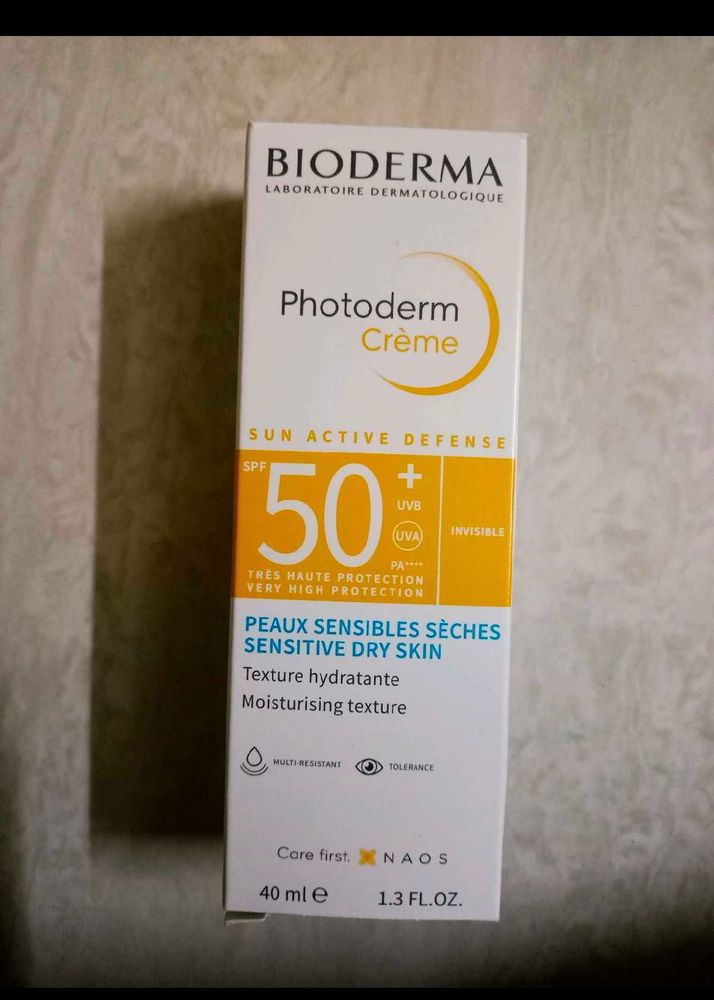 BIODERMA
LABORATOIRE DERMATOLOGIQUE
Photoderm
Crème
SUN ACTIVE DEFENSE
SPF 50+
UVB
UVA
PA++++
INVISIBLE
TRÈS HAUTE PROTECTION
VERY HIGH PROTECTION
PEAUX SENSIBLES SÈCHES
SENSITIVE DRY SKIN
Texture hydratante
Moisturising texture
MULTI-RESISTANT TOLERANCE
Care first. NAOS
40 ml ℮ 1.3 FL.OZ.